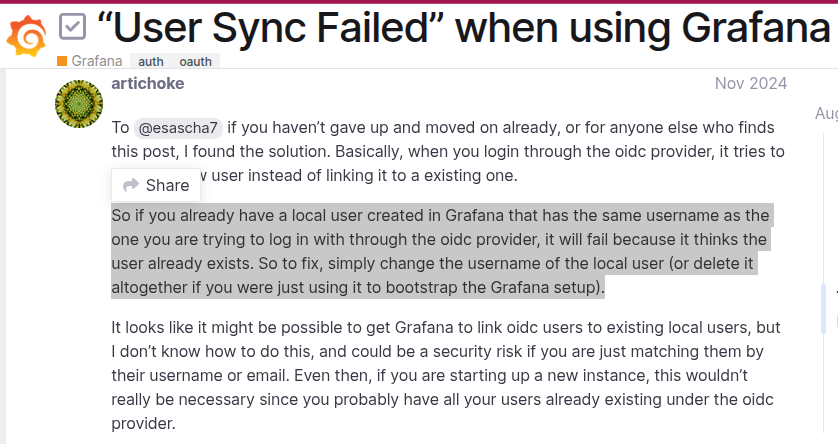 “User Sync Failed” when using Grafana
Grafana auth oauth
artichoke Nov 2024
Aug
To @esascha7 if you haven’t gave up and moved on already, or for anyone else who finds
this post, I found the solution. Basically, when you login through the oidc provider, it tries to
Share
user instead of linking it to a existing one.
So if you already have a local user created in Grafana that has the same username as the
one you are trying to log in with through the oidc provider, it will fail because it thinks the
user already exists. So to fix, simply change the username of the local user (or delete it
altogether if you were just using it to bootstrap the Grafana setup).
It looks like it might be possible to get Grafana to link oidc users to existing local users, but
I don’t know how to do this, and could be a security risk if you are just matching them by
their username or email. Even then, if you are starting up a new instance, this wouldn’t
really be necessary since you probably have all your users already existing under the oidc
provider.